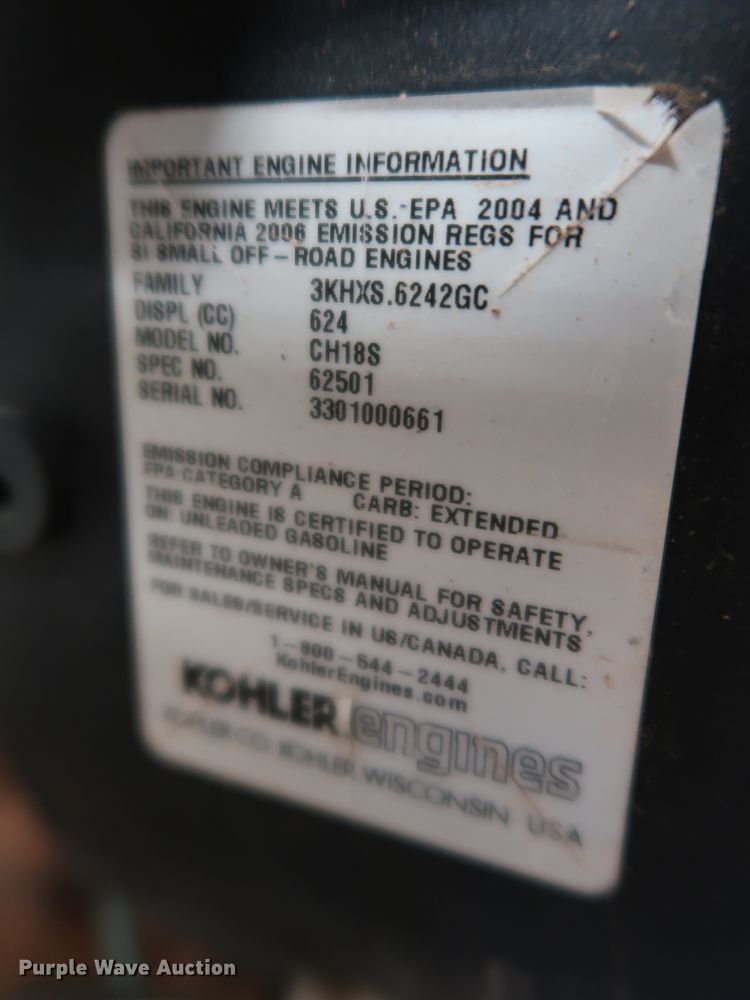 IMPORTANT ENGINE INFORMATION
THIS ENGINE MEETS U.S. EPA 2004 AND
CALIFORNIA 2006 EMISSION REGS FOR
SI SMALL OFF-ROAD ENGINES
FAMILY 3KHXS.6242GC
DISPL (CC) 624
MODEL NO. CH18S
SPEC NO. 62501
SERIAL NO. 3301000661
EMISSION COMPLIANCE PERIOD:
EPA:CATEGORY A CARB: EXTENDED
THIS ENGINE IS CERTIFIED TO OPERATE
ON: UNLEADED GASOLINE
REFER TO OWNER'S MANUAL FOR SAFETY,
MAINTENANCE SPECS AND ADJUSTMENTS
FOR SALES/SERVICE IN US/CANADA, CALL:
1-800-544-2444
KohlerEngines.com
KOHLER engines
KOHLER CO. KOHLER, WISCONSIN USA
Purple Wave Auction